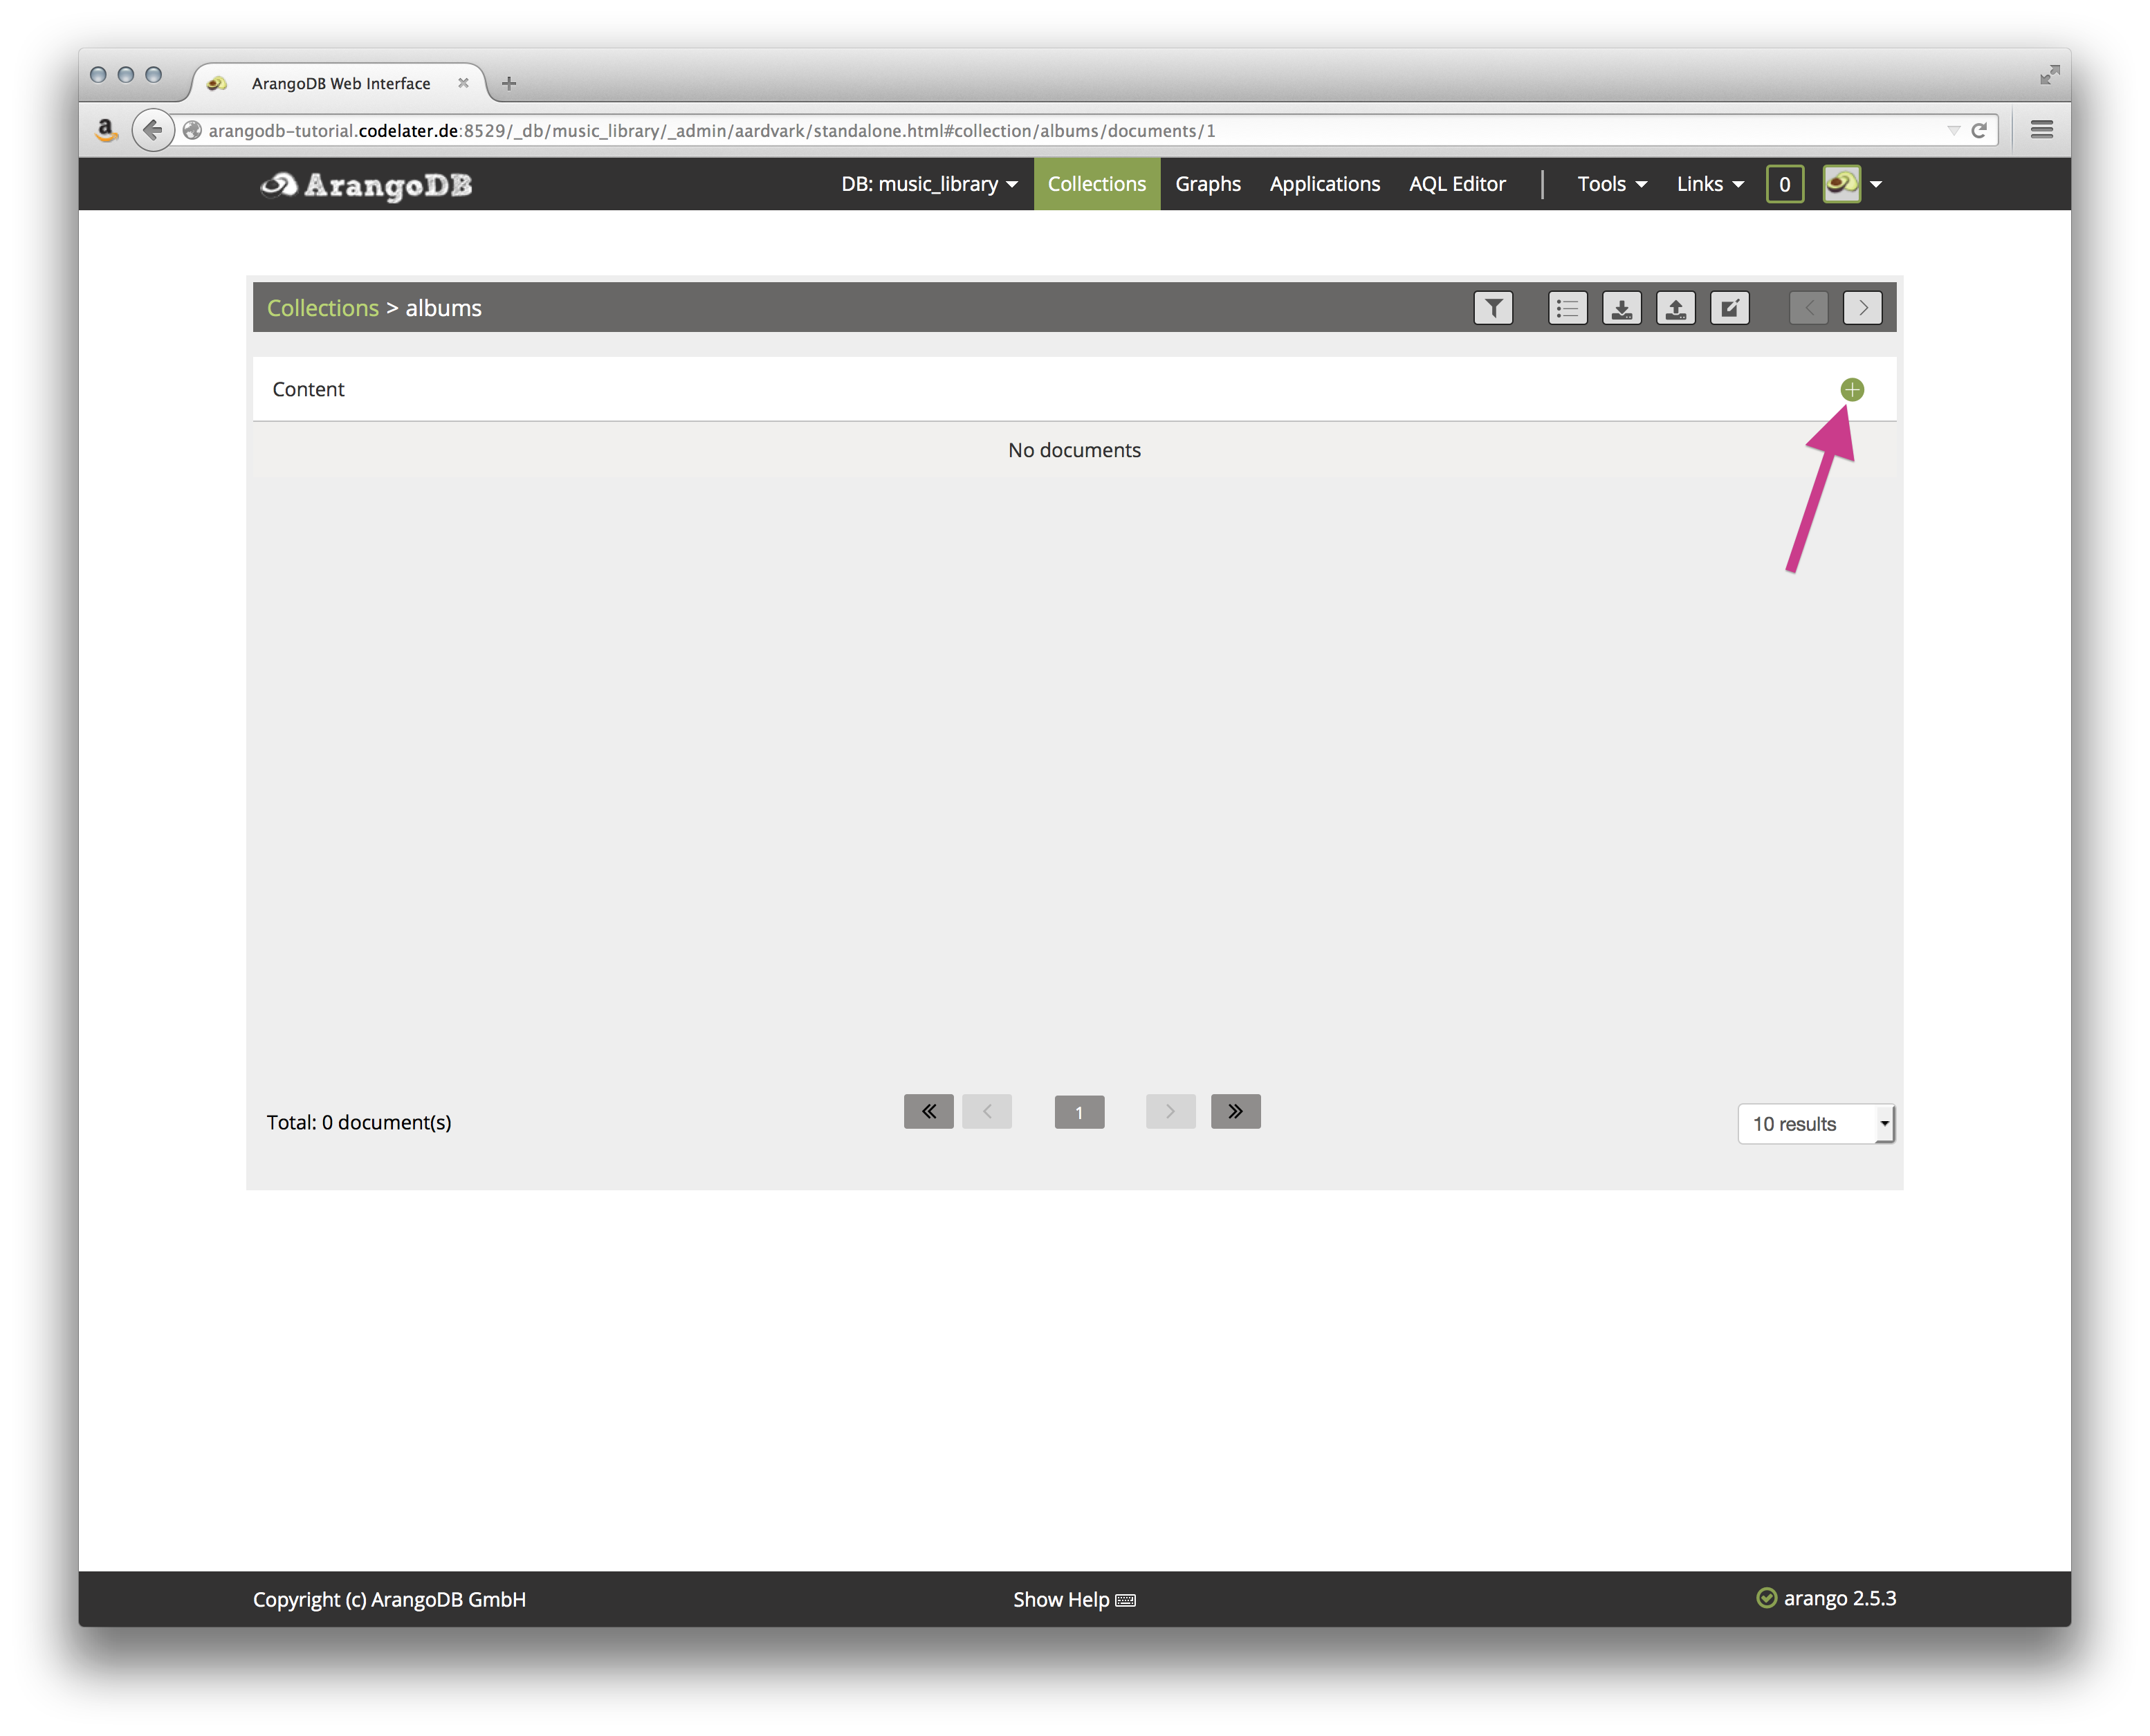 ArangoDB Web Interface
arangodb-tutorial.codelater.de:8529/_db/music_library/_admin/aardvark/standalone.html#collection/albums/documents/1
ArangoDB DB: music_library Collections Graphs Applications AQL Editor | Tools Links 0
Collections > albums
Content
No documents
Total: 0 document(s) 1 10 results
Copyright (c) ArangoDB GmbH Show Help arango 2.5.3